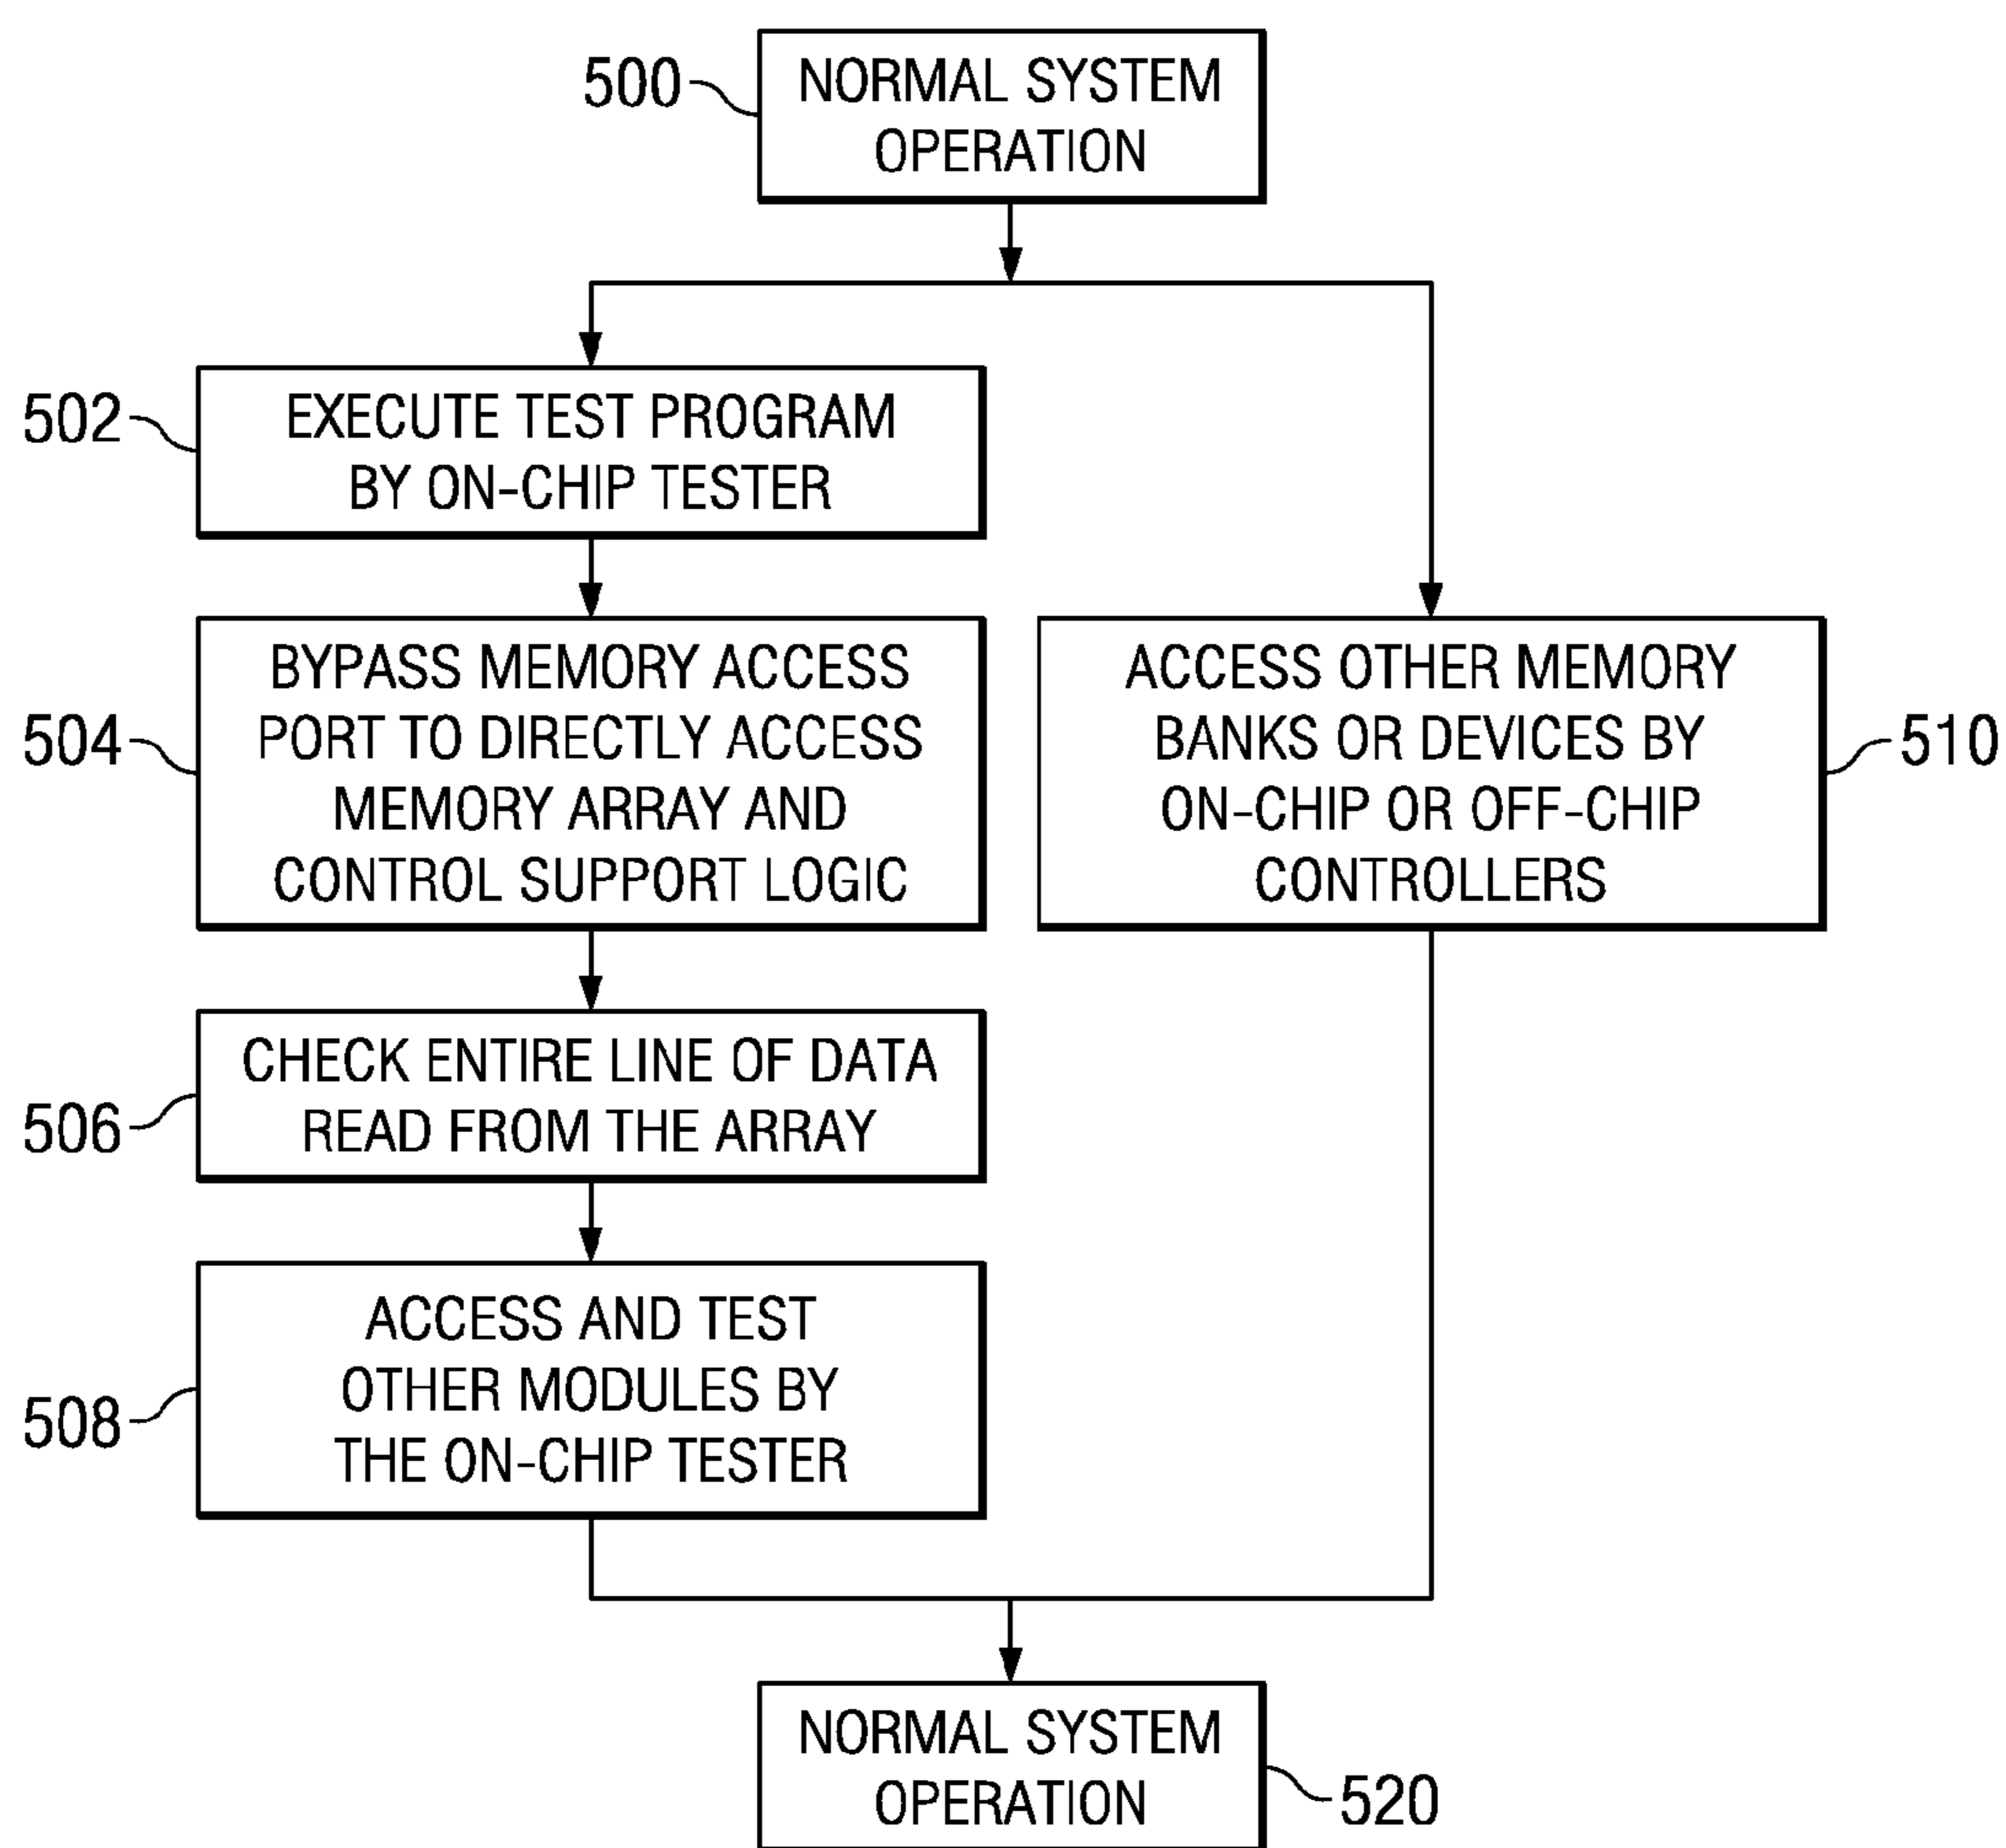 500
NORMAL SYSTEM
OPERATION
502
EXECUTE TEST PROGRAM
BY ON-CHIP TESTER
504
BYPASS MEMORY ACCESS
PORT TO DIRECTLY ACCESS
MEMORY ARRAY AND
CONTROL SUPPORT LOGIC
ACCESS OTHER MEMORY
BANKS OR DEVICES BY
ON-CHIP OR OFF-CHIP
CONTROLLERS
510
506
CHECK ENTIRE LINE OF DATA
READ FROM THE ARRAY
508
ACCESS AND TEST
OTHER MODULES BY
THE ON-CHIP TESTER
NORMAL SYSTEM
OPERATION
520